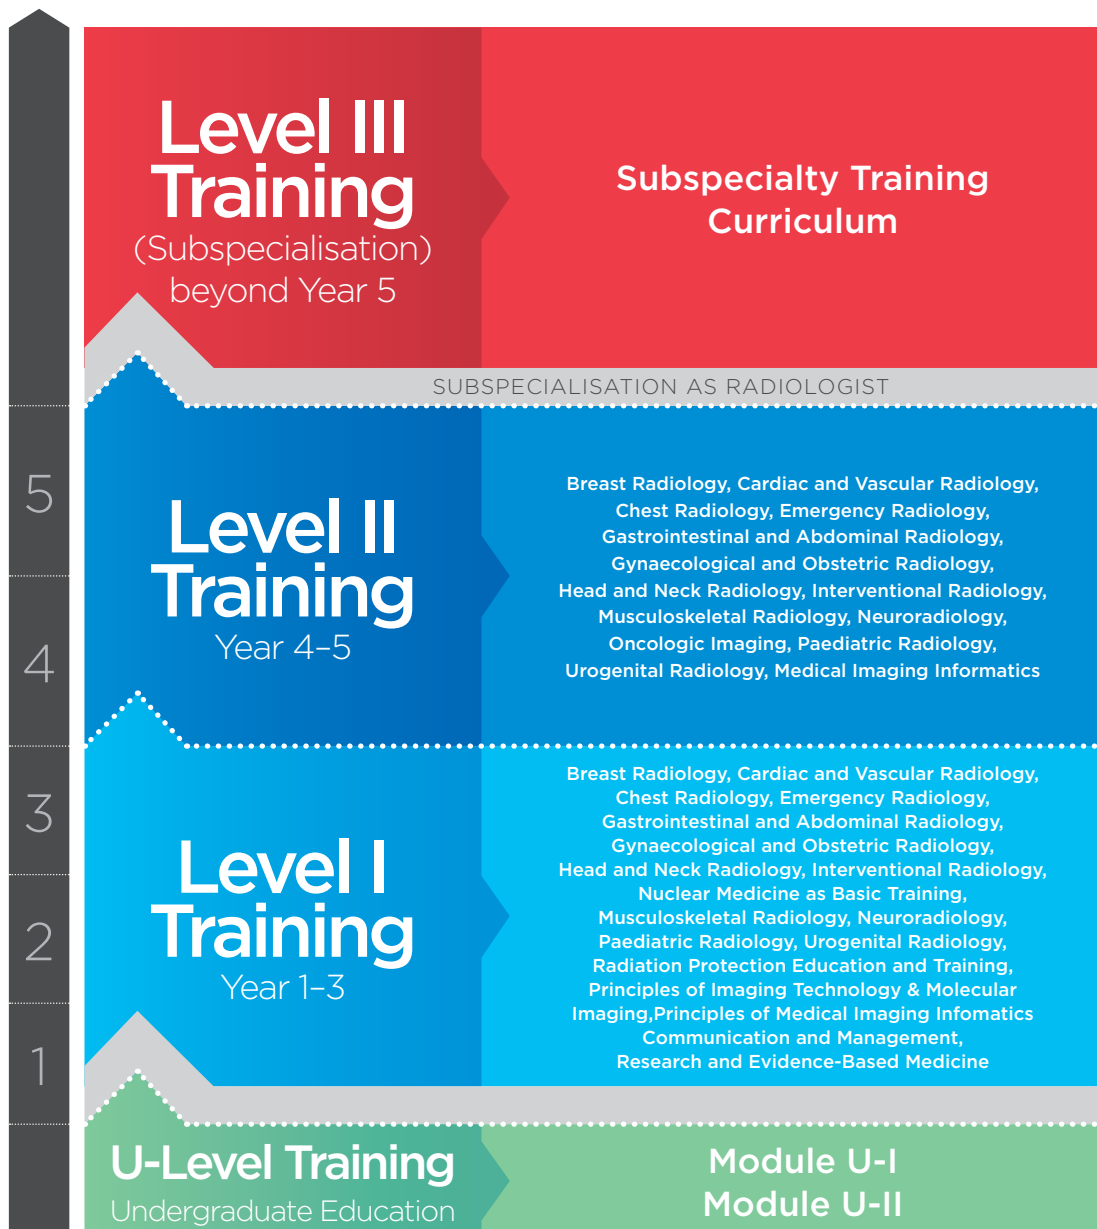 Level III
Training
(Subspecialisation)
beyond Year 5
Subspecialty Training
Curriculum
SUBSPECIALISATION AS RADIOLOGIST
5
4
Level II
Training
Year 4–5
Breast Radiology, Cardiac and Vascular Radiology,
Chest Radiology, Emergency Radiology,
Gastrointestinal and Abdominal Radiology,
Gynaecological and Obstetric Radiology,
Head and Neck Radiology, Interventional Radiology,
Musculoskeletal Radiology, Neuroradiology,
Oncologic Imaging, Paediatric Radiology,
Urogenital Radiology, Medical Imaging Informatics
3
2
1
Level I
Training
Year 1–3
Breast Radiology, Cardiac and Vascular Radiology,
Chest Radiology, Emergency Radiology,
Gastrointestinal and Abdominal Radiology,
Gynaecological and Obstetric Radiology,
Head and Neck Radiology, Interventional Radiology,
Nuclear Medicine as Basic Training,
Musculoskeletal Radiology, Neuroradiology,
Paediatric Radiology, Urogenital Radiology,
Radiation Protection Education and Training,
Principles of Imaging Technology & Molecular
Imaging,Principles of Medical Imaging Infomatics
Communication and Management,
Research and Evidence-Based Medicine
U-Level Training
Undergraduate Education
Module U-I
Module U-II